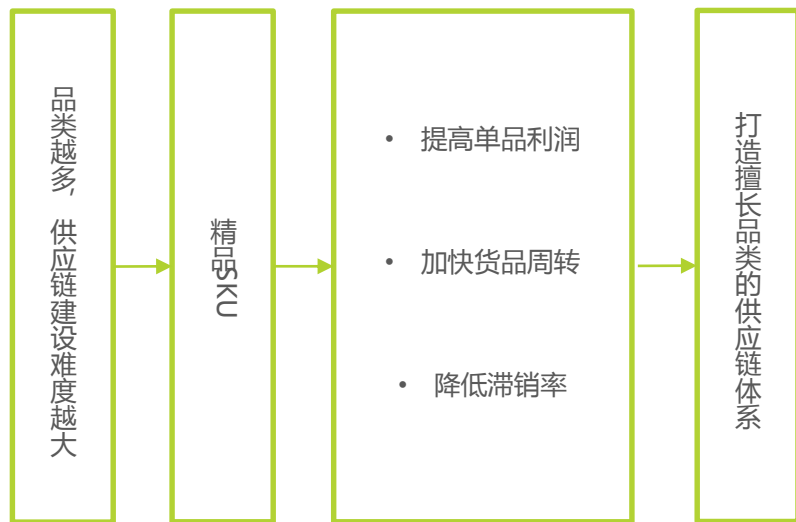 品类越多，供应链建设难度越大
精品SKU
• 提高单品利润
• 加快货品周转
• 降低滞销率
打造擅长品类的供应链体系